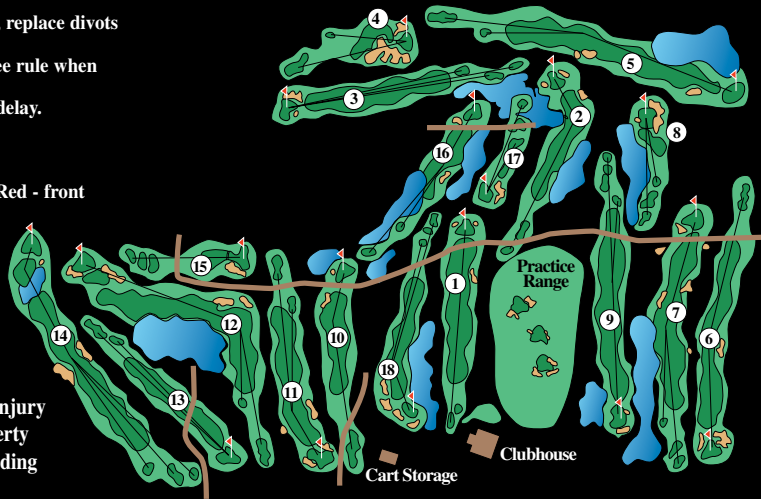 , replace divots
ee rule when
delay.
Red - front
njury
erty
ding
4
5
3
2
8
16
17
15
1
Practice
Range
14
12
10
9
7
6
13
11
18
Clubhouse
Cart Storage